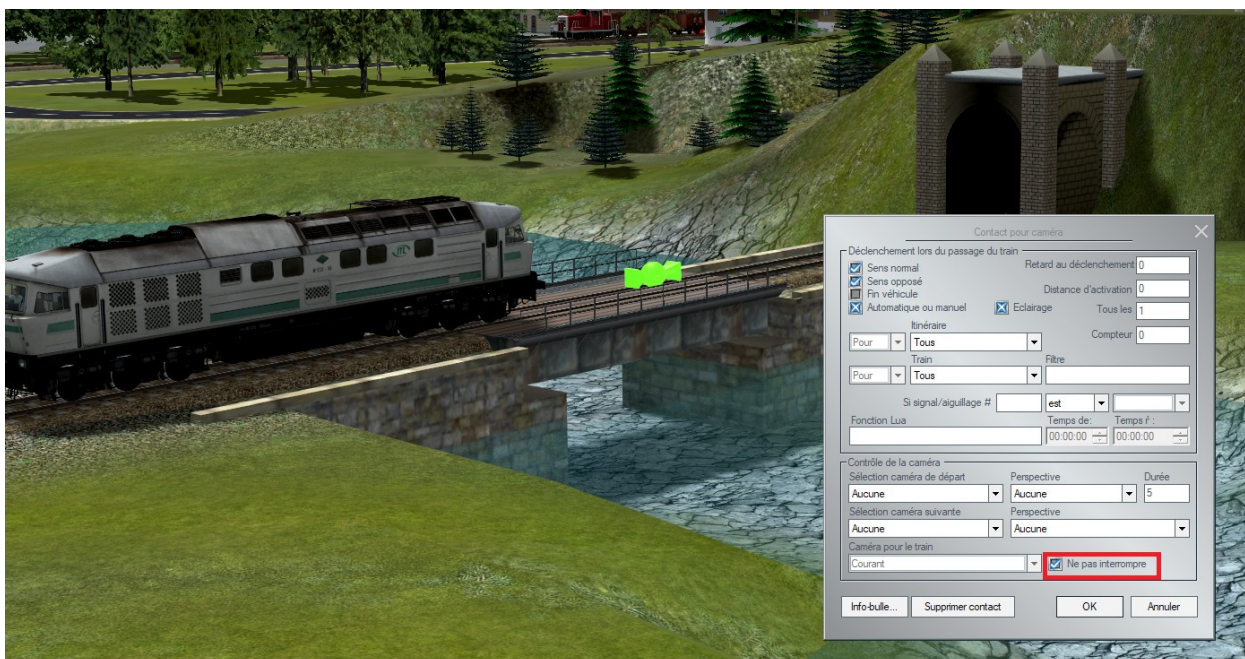 Contact pour caméra
Déclenchement lors du passage du train
Sens normal
Retard au déclenchement 0
Sens opposé
Fin véhicule
Distance d'activation 0
Automatique ou manuel
Eclairage
Tous les 1
Itinéraire
Compteur 0
Pour
Tous
Train
Filtre
Pour
Tous
Si signal/aiguillage #
est
Fonction Lua
Temps de:
Temps ŕ :
00:00:00
00:00:00
Contrôle de la caméra
Sélection caméra de départ
Perspective
Durée
Aucune
Aucune
5
Sélection caméra suivante
Perspective
Aucune
Aucune
Caméra pour le train
Courant
Ne pas interrompre
Info-bulle...
Supprimer contact
OK
Annuler